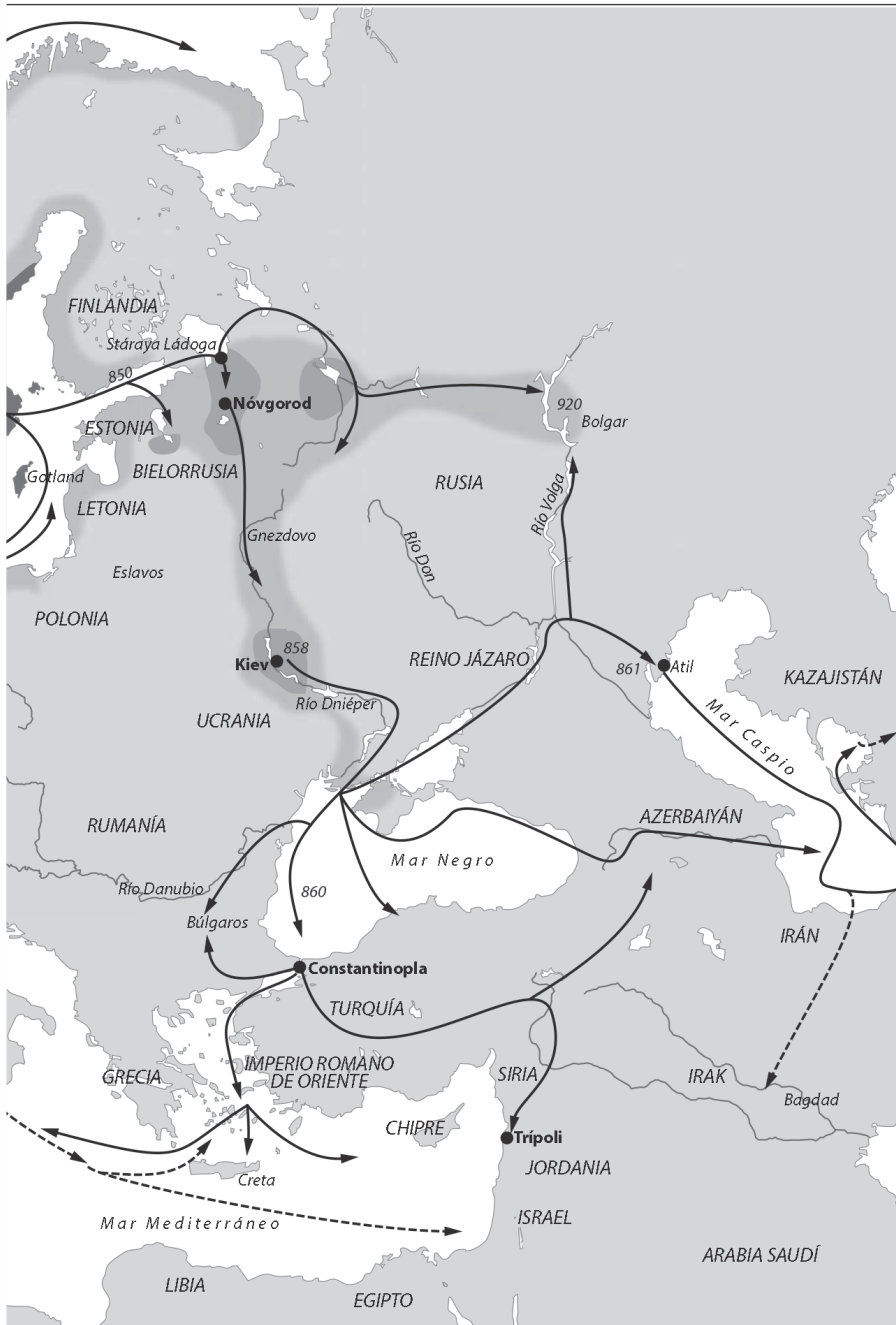 FINLANDIA
Stáraya Ládoga
850
Nóvgorod
920
Bolgar
ESTONIA
BIELORRUSIA
Gotland
LETONIA
RUSIA
Río Volga
Gnezdovo
Río Don
Eslavos
POLONIA
858
Kiev
REINO JÁZARO
861
Atil
KAZAJISTÁN
Río Dniéper
UCRANIA
Mar Caspio
RUMANÍA
AZERBAIYÁN
Mar Negro
Río Danubio
860
Búlgaros
IRÁN
Constantinopla
TURQUÍA
GRECIA
IMPERIO ROMANO
DE ORIENTE
SIRIA
IRAK
Bagdad
CHIPRE
Trípoli
JORDANIA
Creta
Mar Mediterráneo
ISRAEL
ARABIA SAUDÍ
LIBIA
EGIPTO